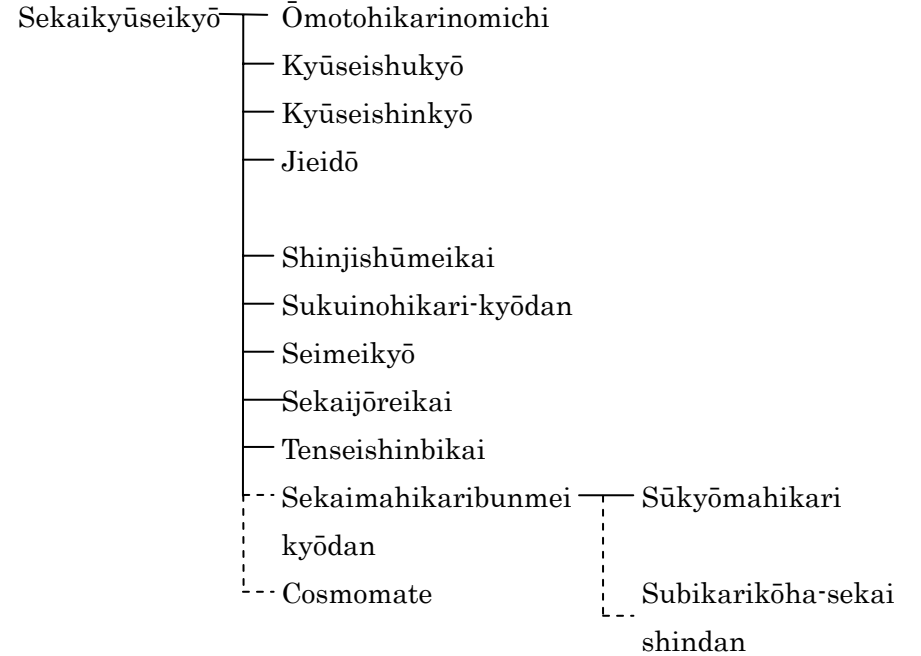 Sekaikyūseikyō Ōmotohikarinomichi
Kyūseishukyō
Kyūseishinkyō
Jieidō
Shinjishūmeikai
Sukuinohikari-kyōdan
Seimeikyō
Sekaijōreikai
Tenseishinbikai
Sekaimahikaribunmei Sūkyōmahikari
kyōdan
Cosmomate Subikarikōha-sekai
shindan